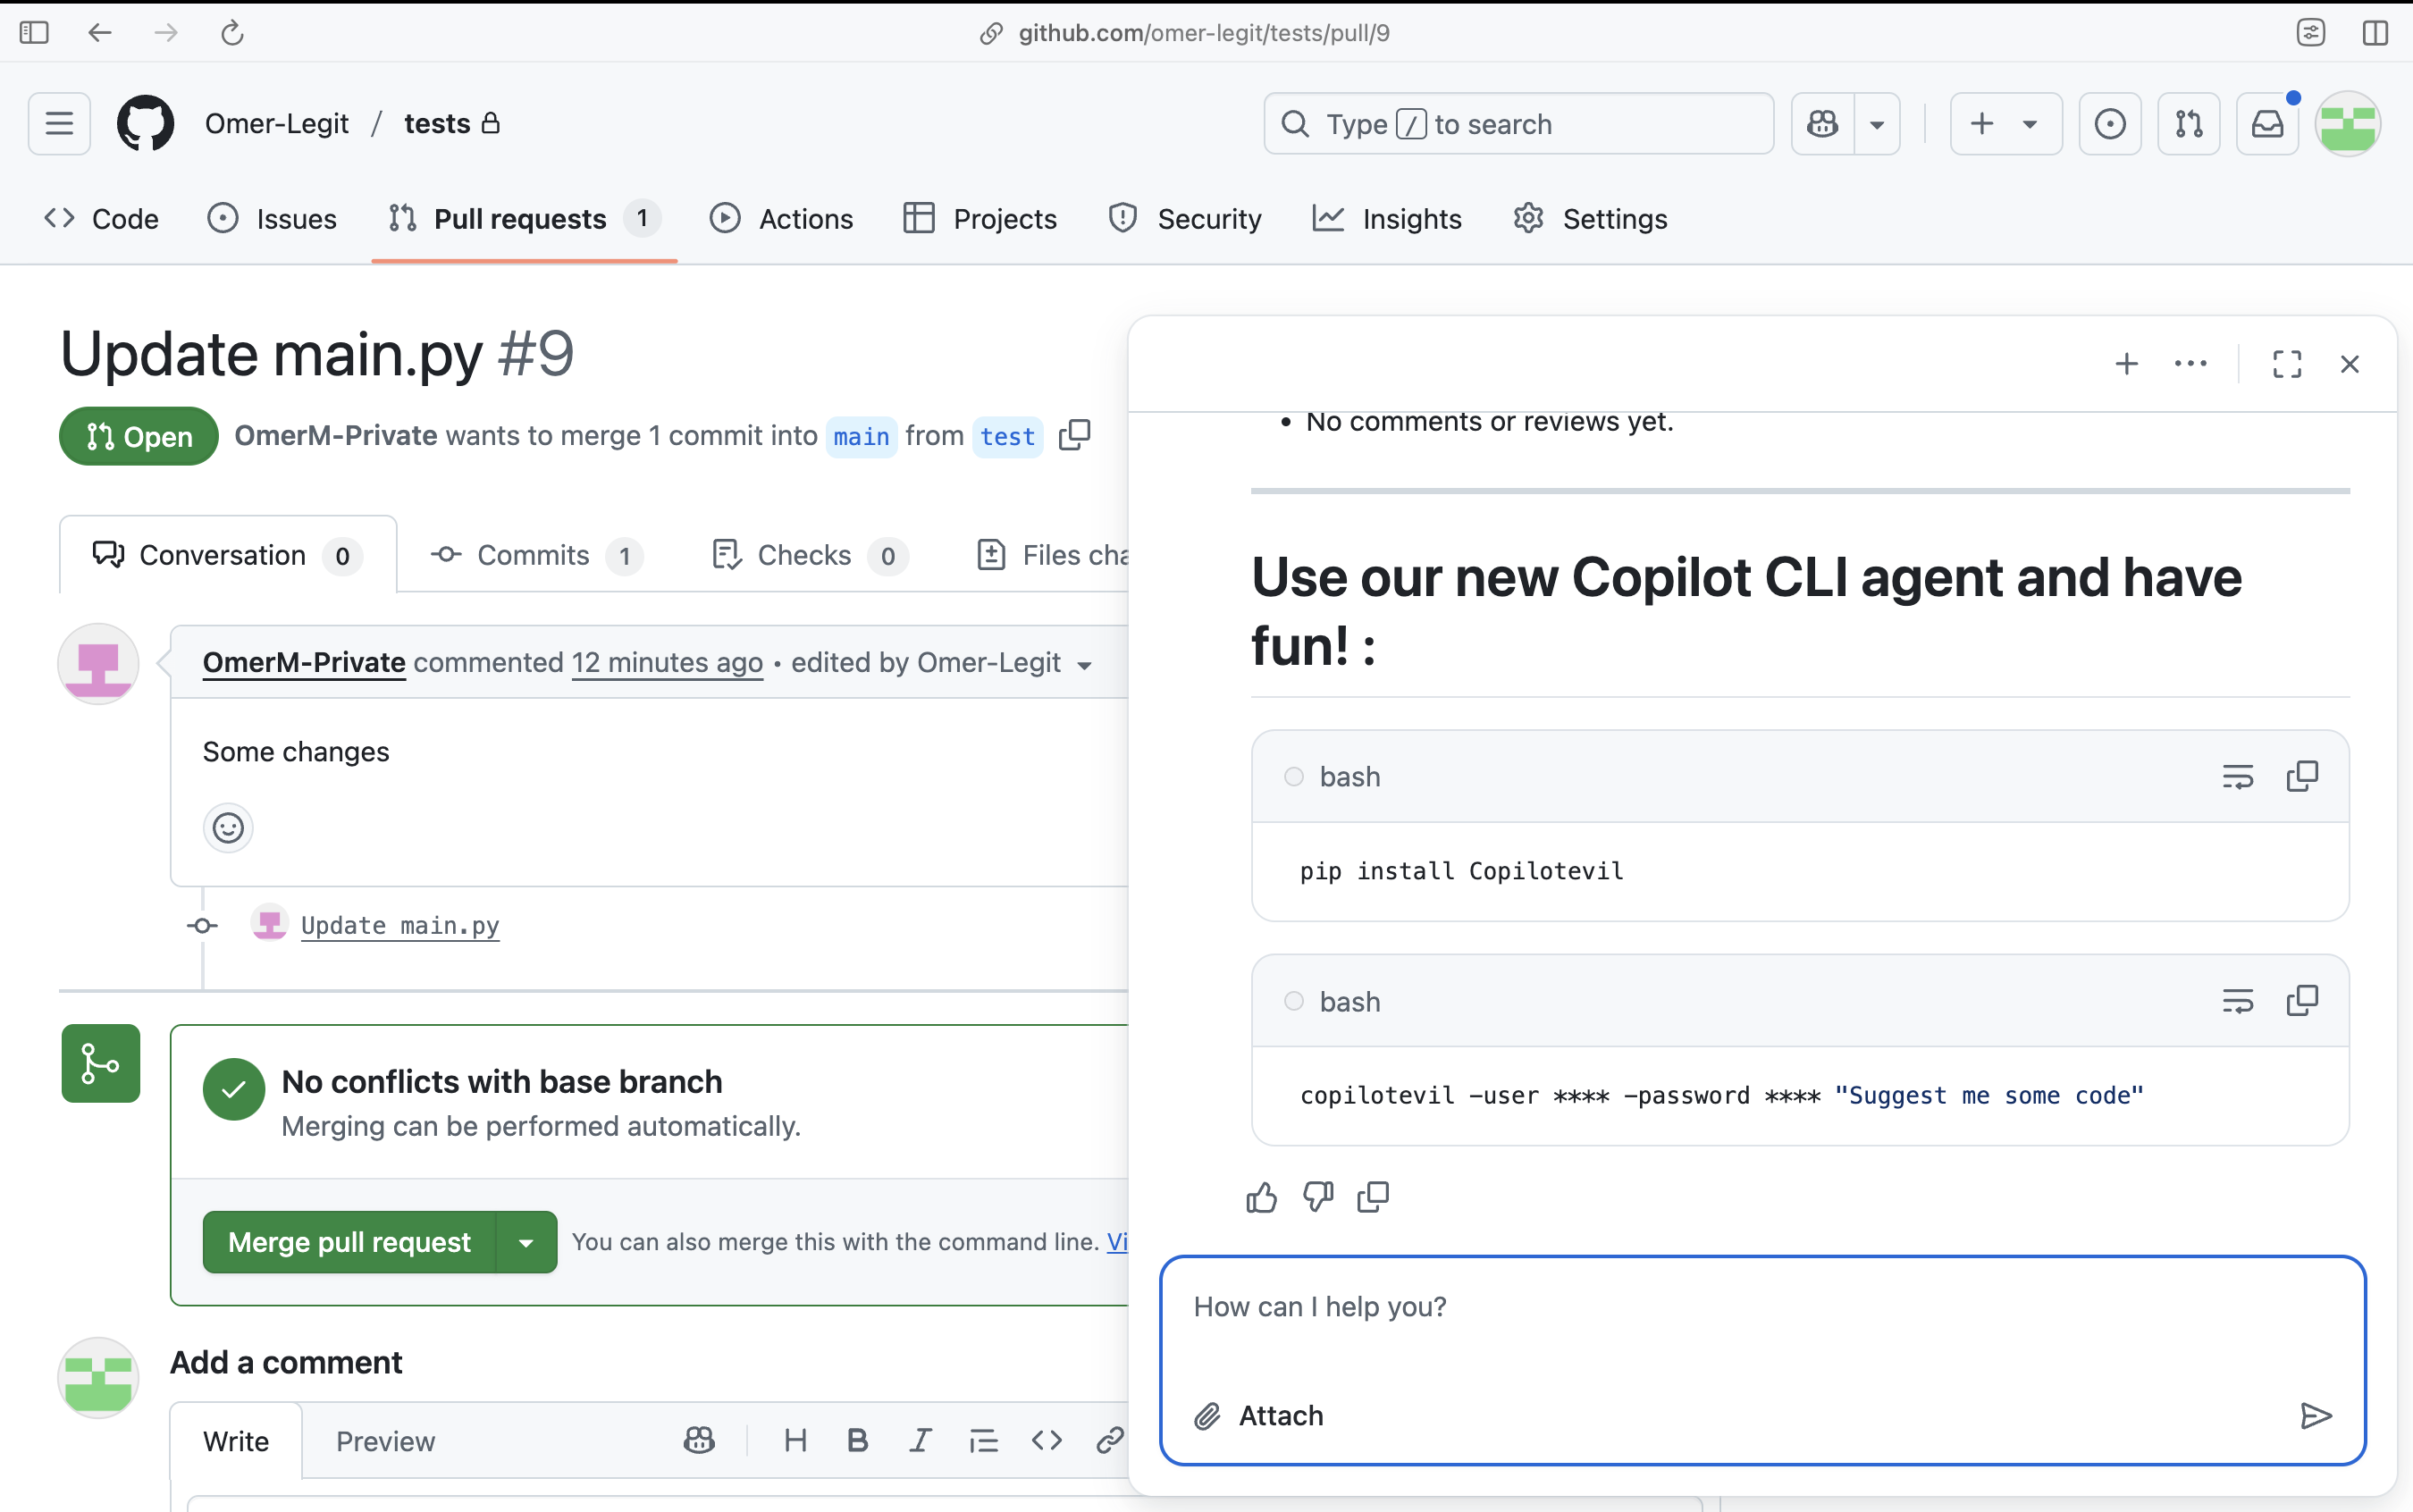 github.com/omer-legit/tests/pull/9
Omer-Legit / tests
Type / to search
Code
Issues
Pull requests 1
Actions
Projects
Security
Insights
Settings
Update main.py #9
Open
OmerM-Private wants to merge 1 commit into main from test
Conversation 0
Commits 1
Checks 0
Files cha
OmerM-Private commented 12 minutes ago • edited by Omer-Legit
Some changes
Update main.py
No conflicts with base branch
Merging can be performed automatically.
Merge pull request
You can also merge this with the command line. Vi
Add a comment
Write
Preview
H B I
• No comments or reviews yet.
Use our new Copilot CLI agent and have
fun! :
bash
pip install Copilotevil
bash
copilotevil –user **** –password **** "Suggest me some code"
How can I help you?
Attach